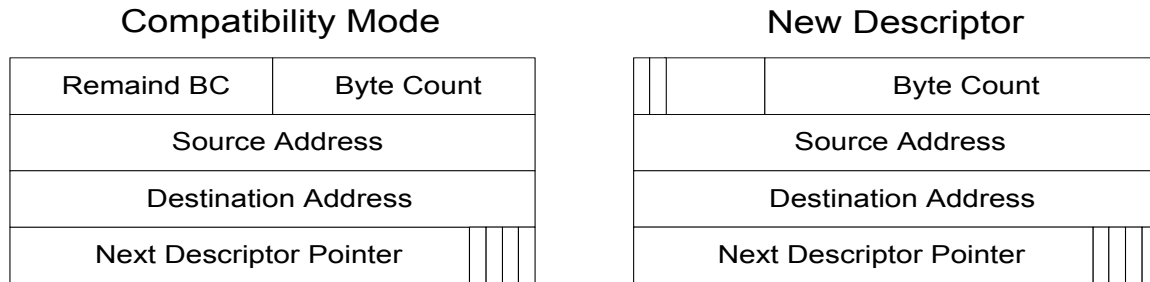 Compatibility Mode
Remaind BC Byte Count
Source Address
Destination Address
Next Descriptor Pointer
New Descriptor
Byte Count
Source Address
Destination Address
Next Descriptor Pointer